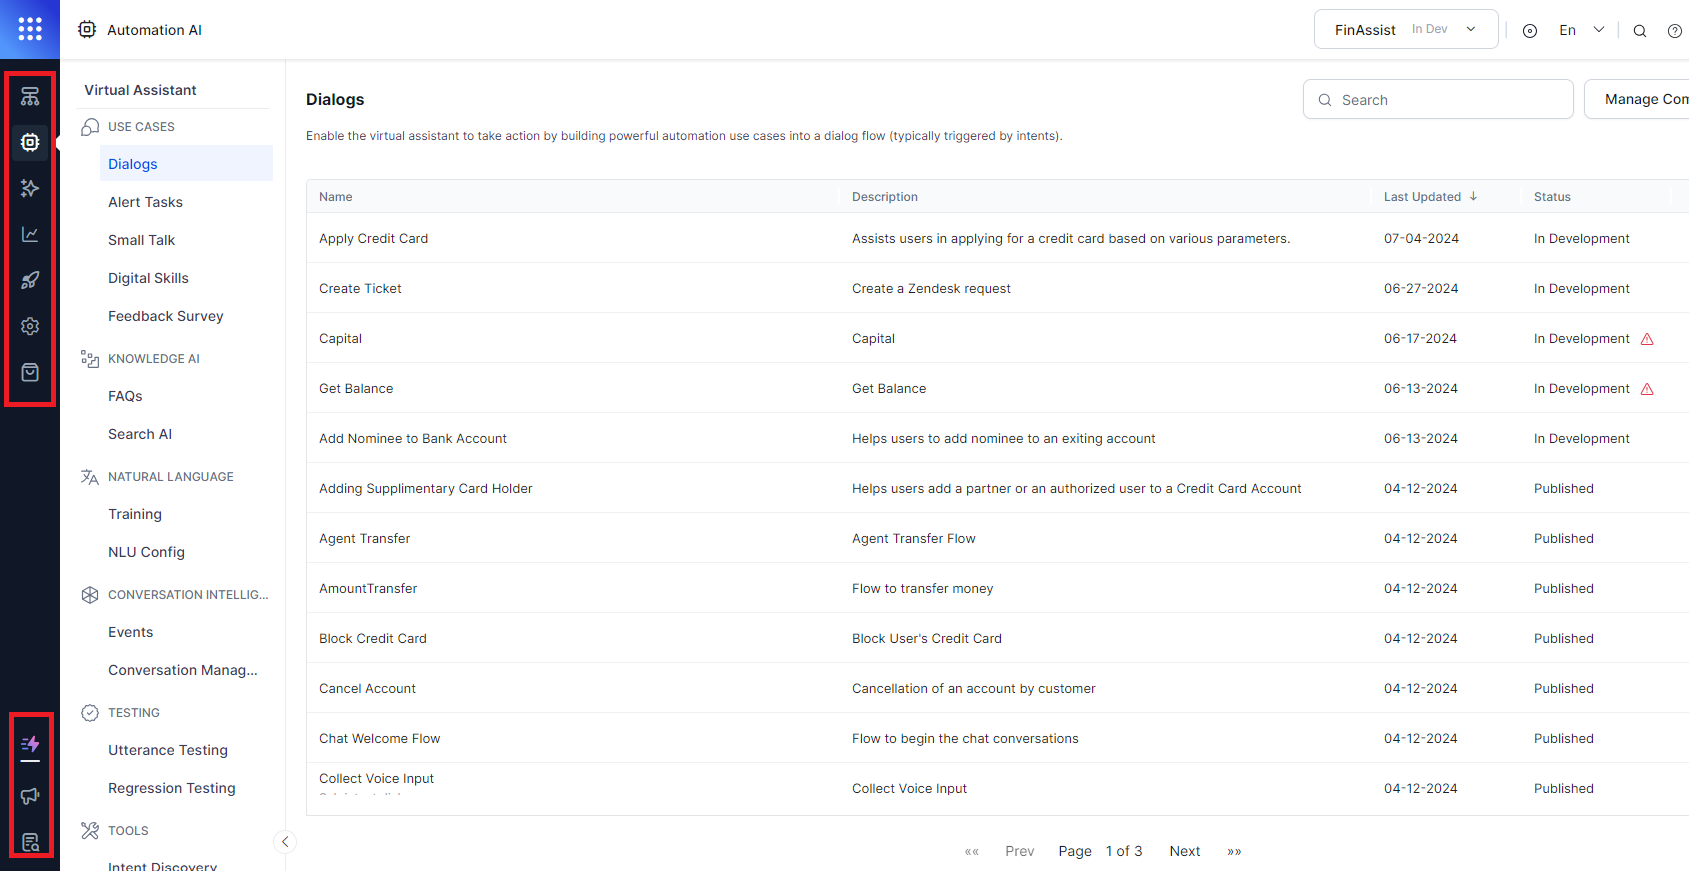 Automation AI
FinAssist In Dev
En
Virtual Assistant
USE CASES
Dialogs
Alert Tasks
Small Talk
Digital Skills
Feedback Survey
KNOWLEDGE AI
FAQs
Search AI
NATURAL LANGUAGE
Training
NLU Config
CONVERSATION INTELLIG...
Events
Conversation Manag...
TESTING
Utterance Testing
Regression Testing
TOOLS
Intent Discovery
Dialogs
Search
Manage Con
Enable the virtual assistant to take action by building powerful automation use cases into a dialog flow (typically triggered by intents).
Name Description Last Updated ↓ Status
Apply Credit Card Assists users in applying for a credit card based on various parameters. 07-04-2024 In Development
Create Ticket Create a Zendesk request 06-27-2024 In Development
Capital Capital 06-17-2024 In Development
Get Balance Get Balance 06-13-2024 In Development
Add Nominee to Bank Account Helps users to add nominee to an exiting account 06-13-2024 In Development
Adding Supplimentary Card Holder Helps users add a partner or an authorized user to a Credit Card Account 04-12-2024 Published
Agent Transfer Agent Transfer Flow 04-12-2024 Published
AmountTransfer Flow to transfer money 04-12-2024 Published
Block Credit Card Block User's Credit Card 04-12-2024 Published
Cancel Account Cancellation of an account by customer 04-12-2024 Published
Chat Welcome Flow Flow to begin the chat conversations 04-12-2024 Published
Collect Voice Input Collect Voice Input 04-12-2024 Published
«« Prev Page 1 of 3 Next »»